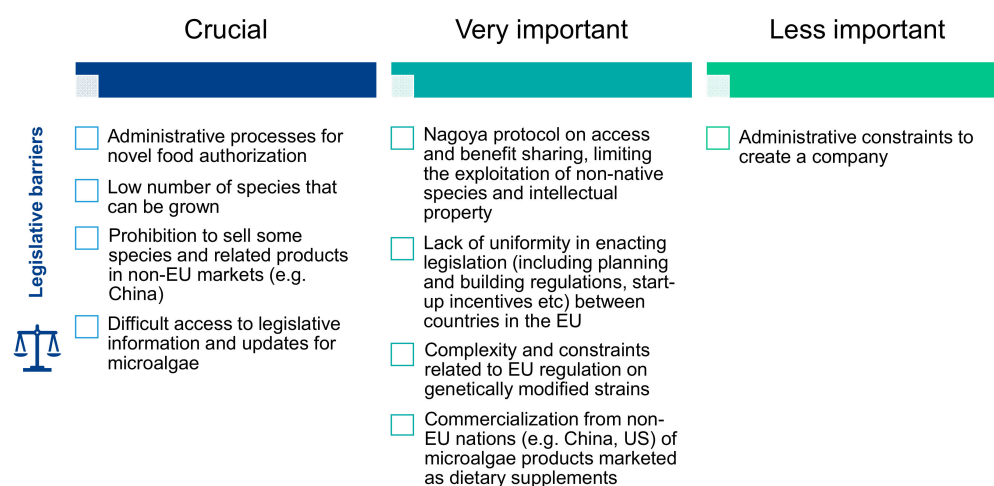 Crucial
Very important
Less important
Legislative barriers
Administrative processes for
novel food authorization
Low number of species that
can be grown
Prohibition to sell some
species and related products
in non-EU markets (e.g.
China)
Difficult access to legislative
information and updates for
microalgae
Nagoya protocol on access
and benefit sharing, limiting
the exploitation of non-native
species and intellectual
property
Lack of uniformity in enacting
legislation (including planning
and building regulations, start-
up incentives etc) between
countries in the EU
Complexity and constraints
related to EU regulation on
genetically modified strains
Commercialization from non-
EU nations (e.g. China, US) of
microalgae products marketed
as dietary supplements
Administrative constraints to
create a company